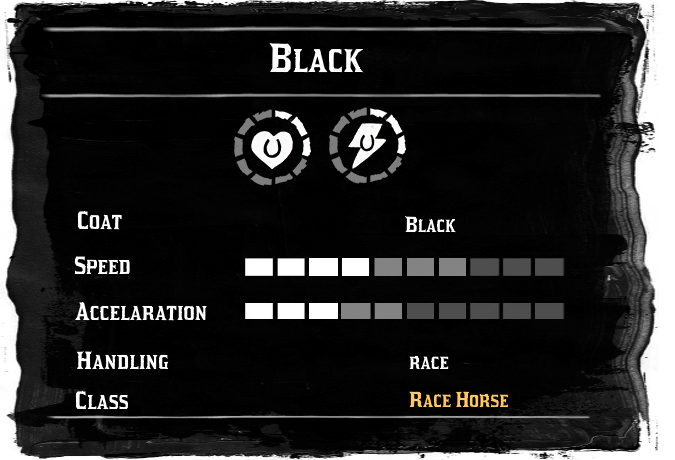 Black
Coat Black
Speed
Accelaration
Handling race
Class Race Horse